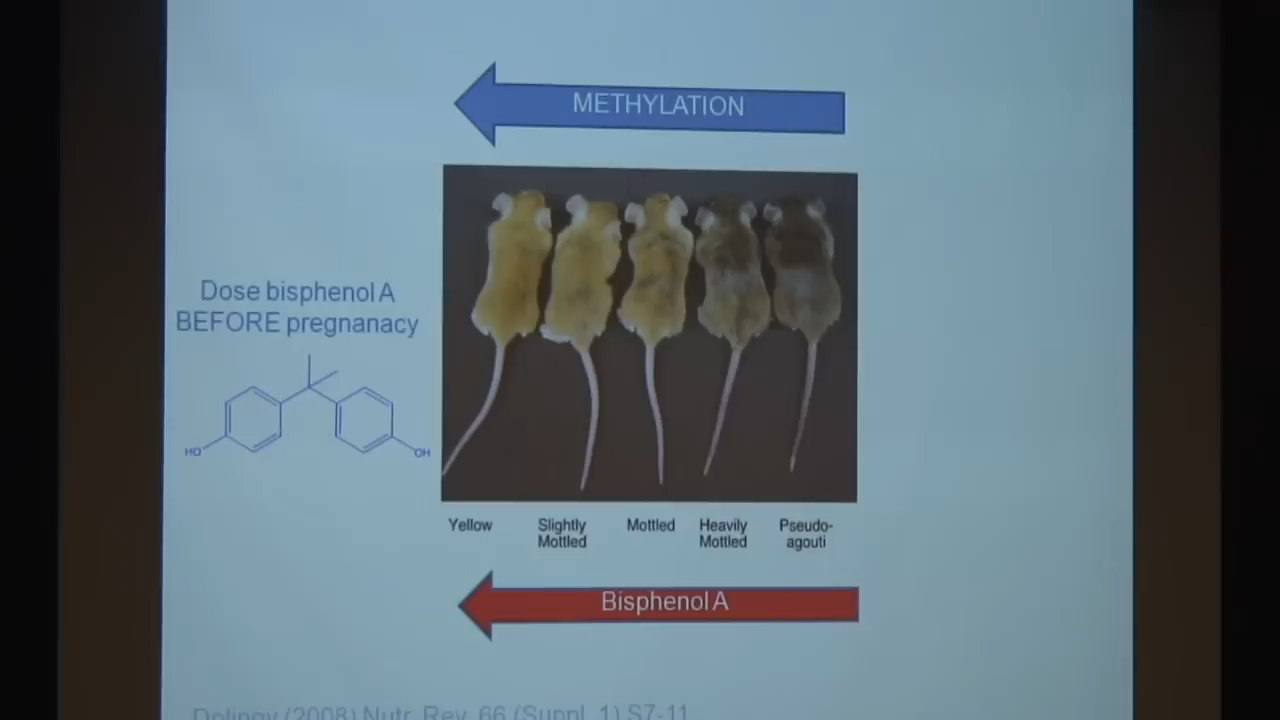 METHYLATION
Dose bisphenol A
BEFORE pregnanacy
HO
OH
Yellow
Slightly
Mottled
Mottled
Heavily
Mottled
Pseudo-
agouti
Bisphenol A
Dolinoy (2008) Nutr. Rev. 66 (Suppl. 1) S7-11